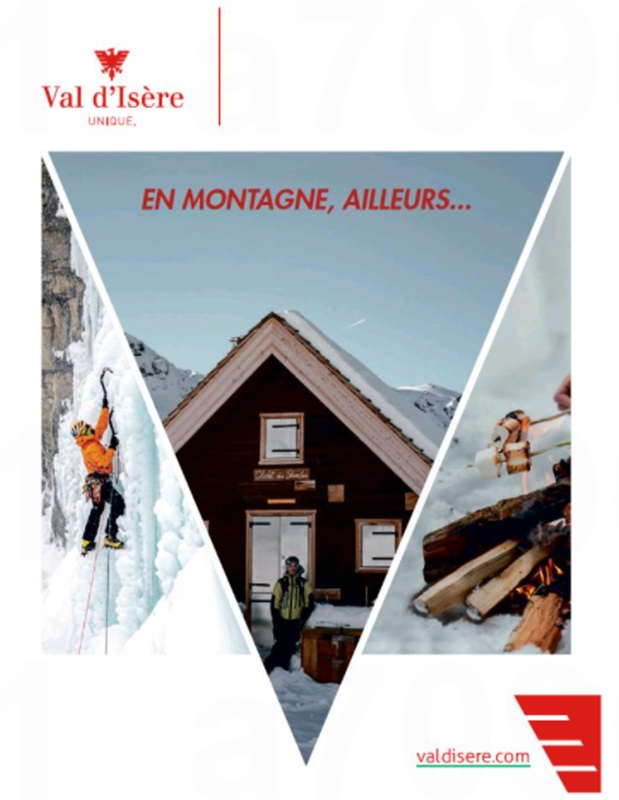 Val d'Isère
UNIQUE.
EN MONTAGNE, AILLEURS...
valdisere.com